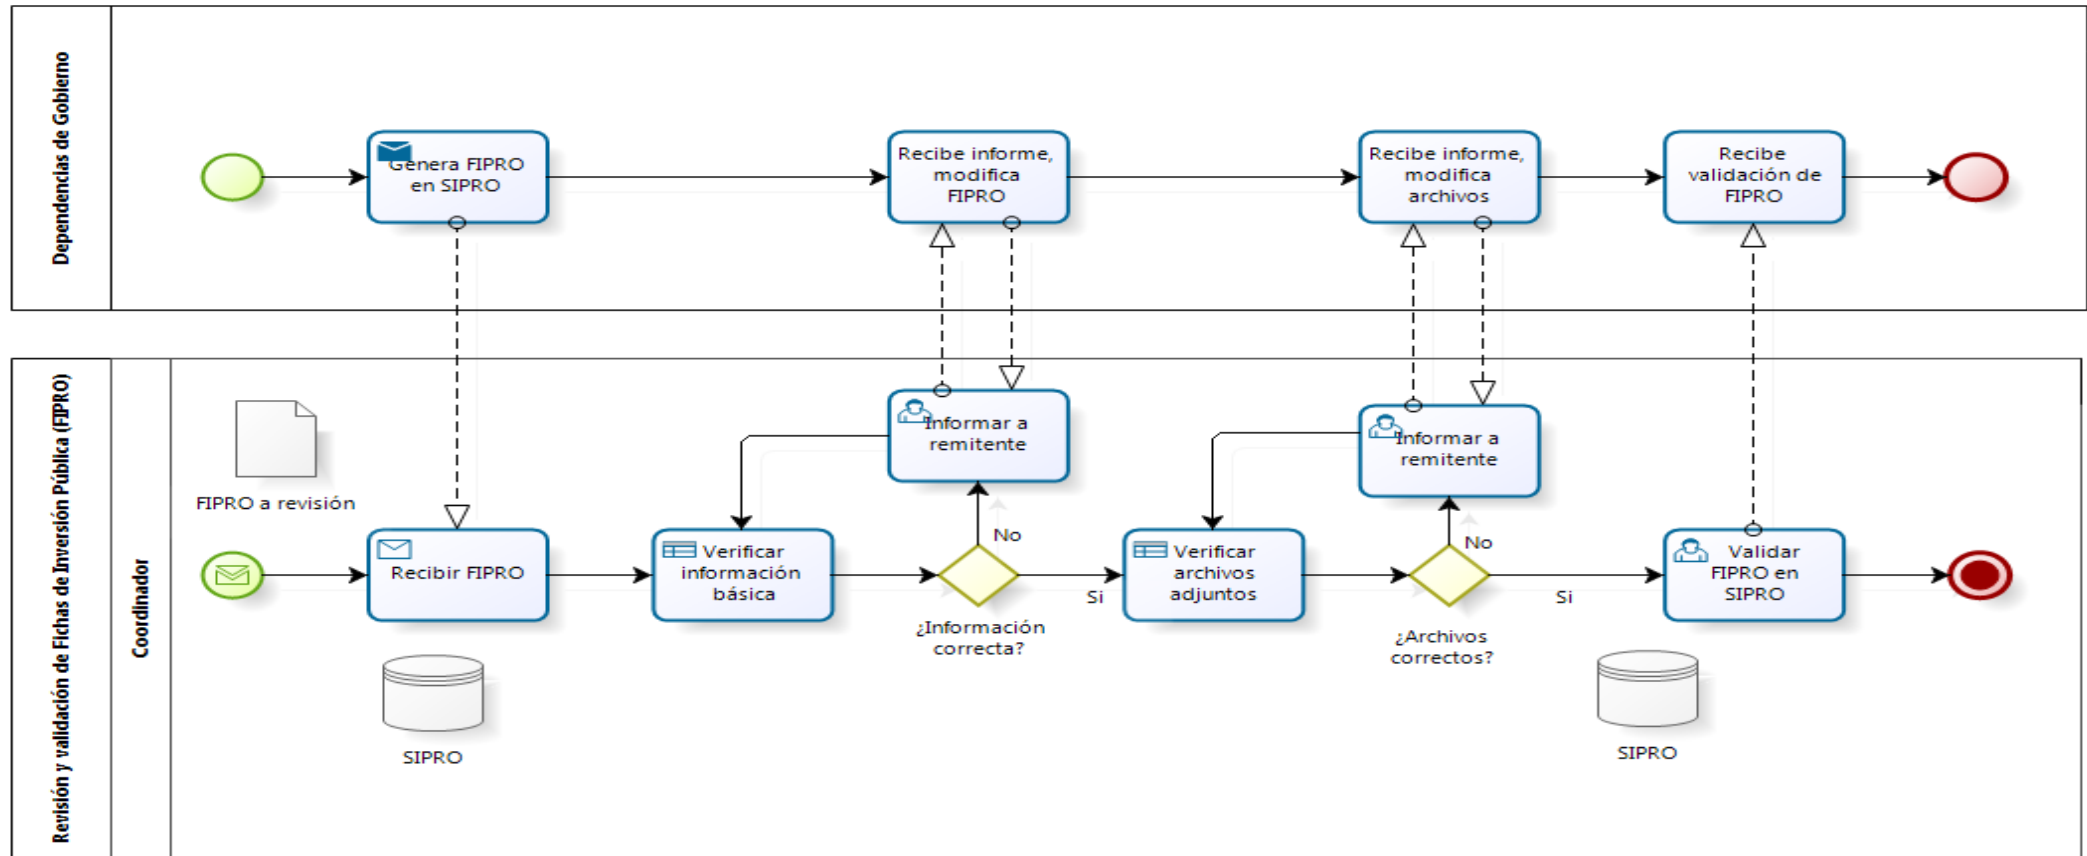 Dependencias de Gobierno
Genera FIPRO
en SIPRO
Recibe informe,
modifica
FIPRO
Recibe informe,
modifica
archivos
Recibe
validación de
FIPRO
Revisión y validación de Fichas de Inversión Pública (FIPRO)
Coordinador
FIPRO a revisión
Informar a
remitente
Informar a
remitente
Recibir FIPRO
Verificar
información
básica
No
Si
¿Información
correcta?
Verificar
archivos
adjuntos
No
Si
¿Archivos
correctos?
Validar
FIPRO en
SIPRO
SIPRO
SIPRO